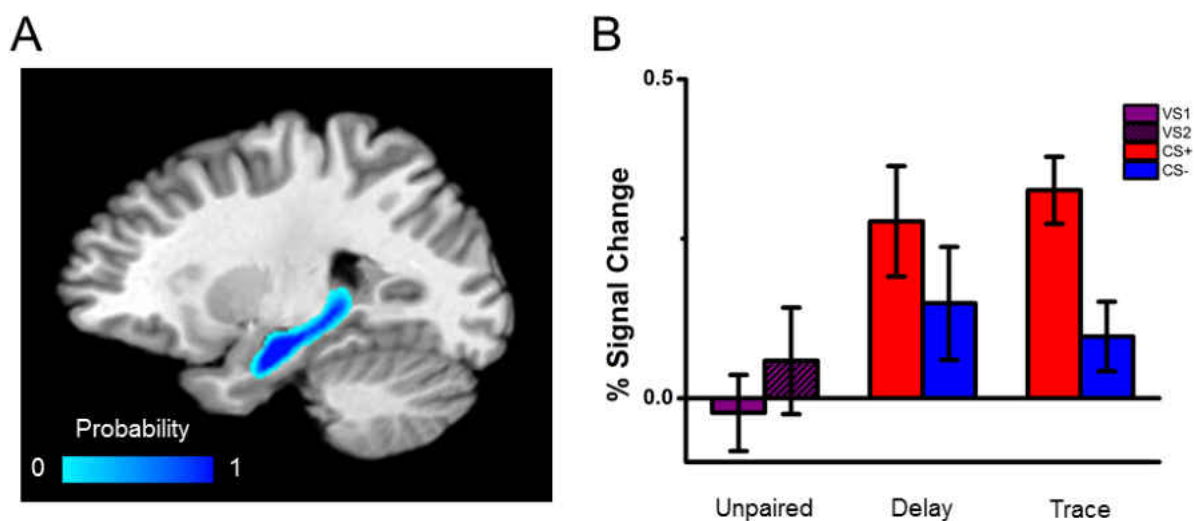 A
Probability
0 1
B
% Signal Change
0.5
0.0
VS1
VS2
CS+
CS-
Unpaired Delay Trace